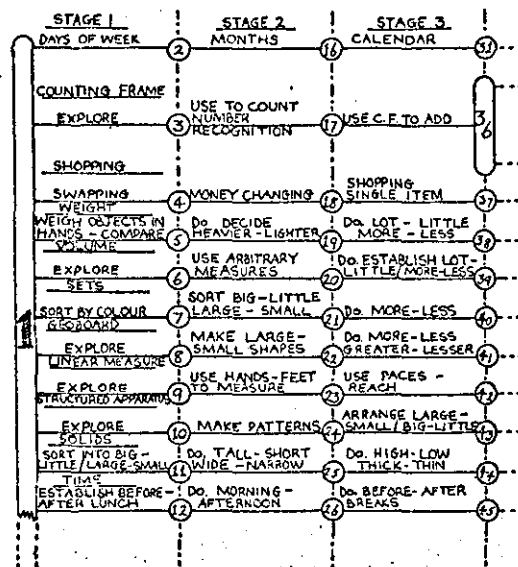 STAGE 1 STAGE 2 STAGE 3
DAYS OF WEEK 2 MONTHS 16 CALENDAR 35
COUNTING FRAME
EXPLORE 3 USE TO COUNT NUMBER RECOGNITION 17 USE C.F. TO ADD 36
SHOPPING
SWAPPING 4 MONEY CHANGING 18 SHOPPING SINGLE ITEM 37
WEIGHT
WEIGH OBJECTS IN HANDS - COMPARE 5 DO. DECIDE HEAVIER - LIGHTER 19 DO. LOT - LITTLE MORE - LESS 38
VOLUME
EXPLORE 6 USE ARBITRARY MEASURES 20 DO. ESTABLISH LOT - LITTLE/MORE-LESS 39
SETS
SORT BY COLOUR 7 SORT BIG - LITTLE LARGE - SMALL 21 DO. MORE - LESS 40
GEOBOARD
EXPLORE 8 MAKE LARGE - SMALL SHAPES 22 DO. MORE - LESS GREATER - LESSER 41
LINEAR MEASURE
EXPLORE 9 USE HANDS - FEET TO MEASURE 23 USE PACES - REACH 42
STRUCTURED APPARATUS
EXPLORE 10 MAKE PATTERNS 24 ARRANGE LARGE - SMALL/BIG-LITTLE 43
SOLIDS
SORT INTO BIG - LITTLE/LARGE-SMALL 11 DO, TALL - SHORT WIDE - NARROW 25 DO. HIGH - LOW THICK - THIN 44
TIME
ESTABLISH BEFORE - AFTER LUNCH 12 DO. MORNING - AFTERNOON 26 DO. BEFORE - AFTER BREAKS 45
1